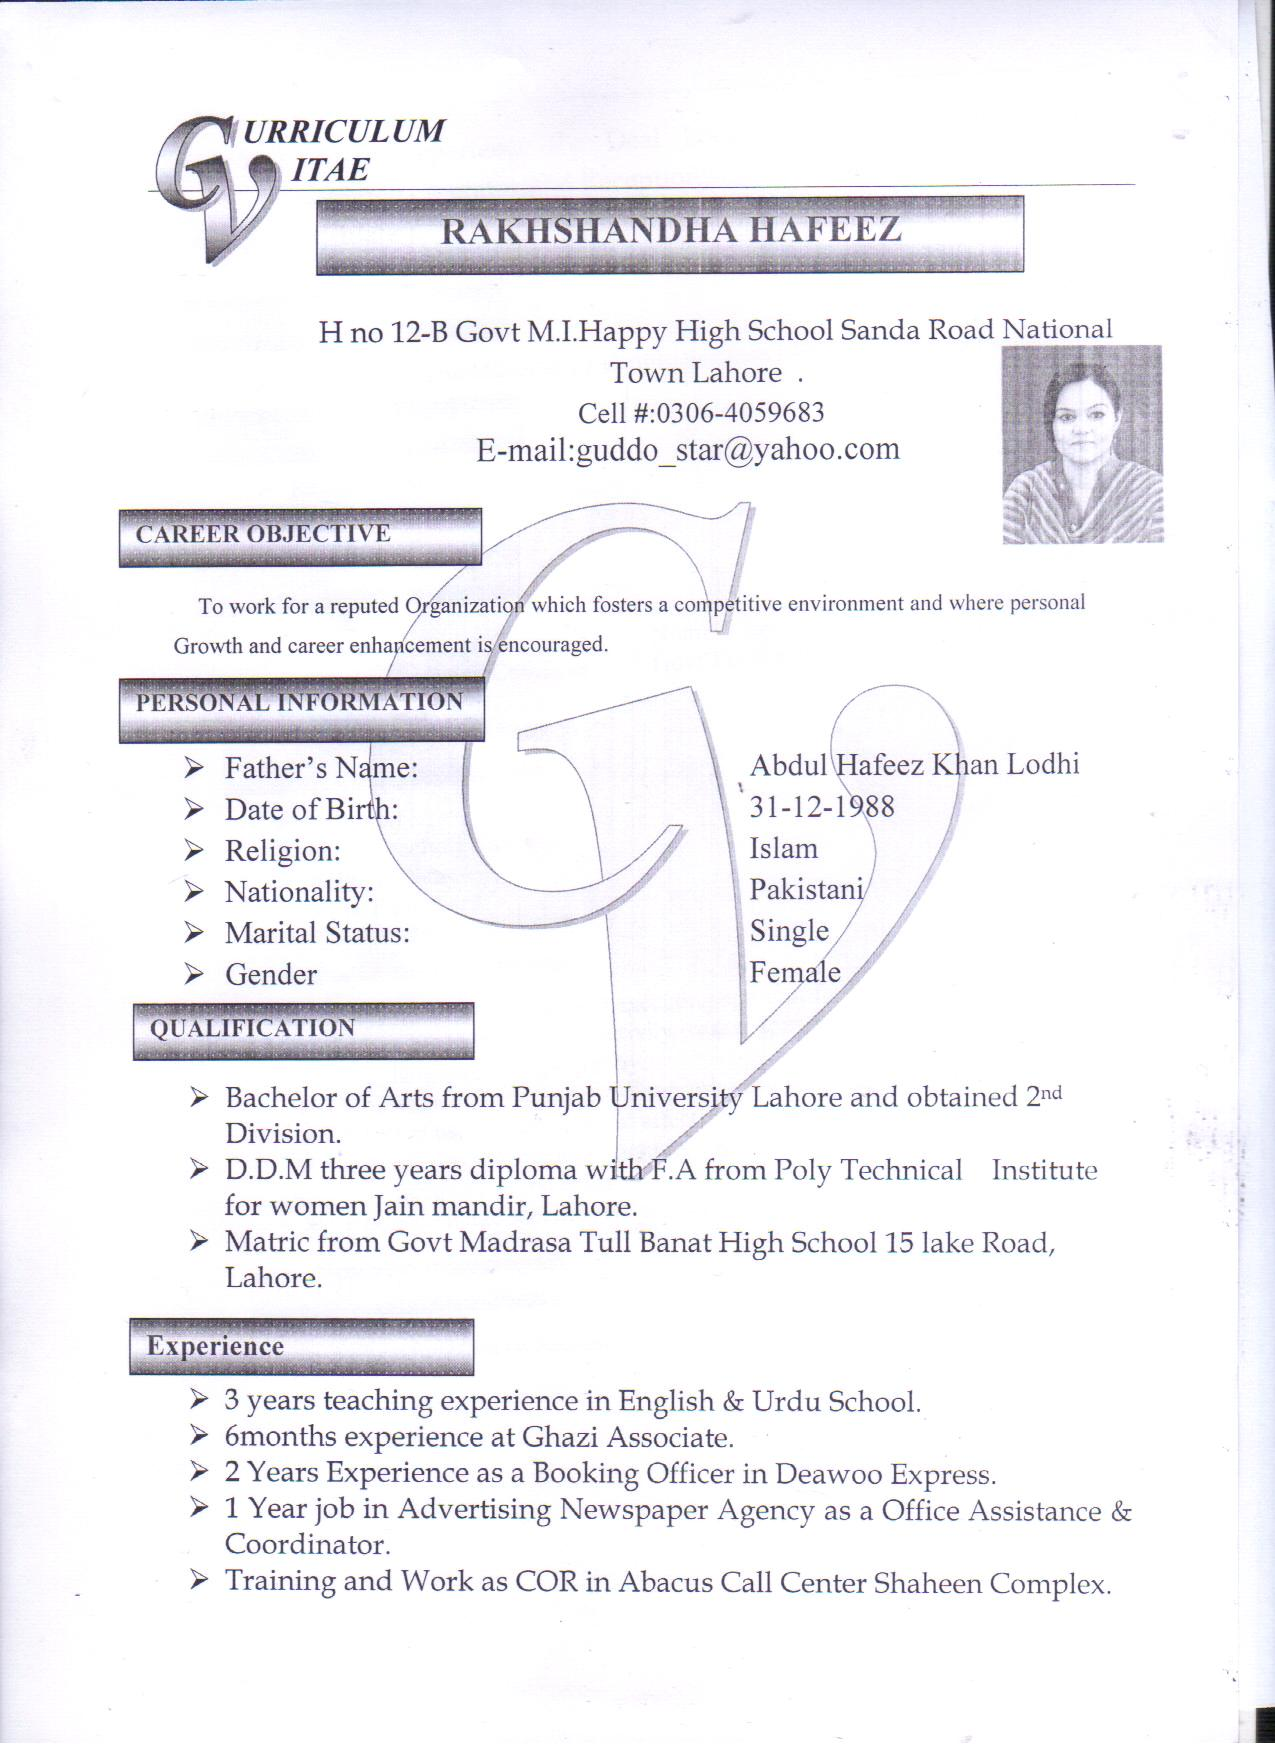 CURRICULUM
VITAE
RAKHSHANDHA HAFEEZ
H no 12-B Govt M.I.Happy High School Sanda Road National
Town Lahore .
Cell #:0306-4059683
E-mail:guddo_star@yahoo.com
CAREER OBJECTIVE
To work for a reputed Organization which fosters a competitive environment and where personal
Growth and career enhancement is encouraged.
PERSONAL INFORMATION
➢ Father's Name: Abdul Hafeez Khan Lodhi
➢ Date of Birth: 31-12-1988
➢ Religion: Islam
➢ Nationality: Pakistani
➢ Marital Status: Single
➢ Gender Female
QUALIFICATION
➢ Bachelor of Arts from Punjab University Lahore and obtained 2nd
Division.
➢ D.D.M three years diploma with F.A from Poly Technical Institute
for women Jain mandir, Lahore.
➢ Matric from Govt Madrasa Tull Banat High School 15 lake Road,
Lahore.
Experience
➢ 3 years teaching experience in English & Urdu School.
➢ 6months experience at Ghazi Associate.
➢ 2 Years Experience as a Booking Officer in Deawoo Express.
➢ 1 Year job in Advertising Newspaper Agency as a Office Assistance &
Coordinator.
➢ Training and Work as COR in Abacus Call Center Shaheen Complex.